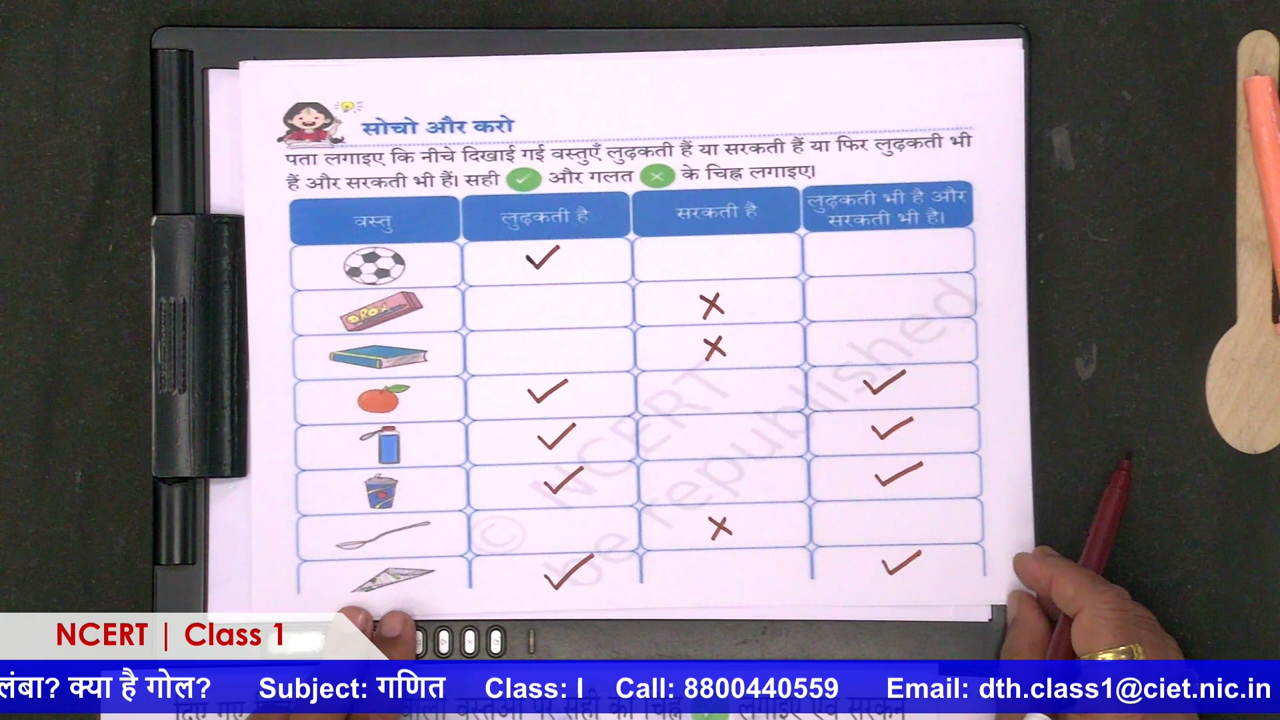 सोचो और करो
पता लगाइए कि नीचे दिखाई गई वस्तुएँ लुढ़कती हैं या सरकती हैं या फिर लुढ़कती भी
हैं और सरकती भी हैं। सही ✓ और गलत × के चिह्न लगाइए।
वस्तु लुढ़कती है सरकती है लुढ़कती भी है और
सरकती भी है।
✓
×
×
✓ ✓
✓ ✓
✓ ✓
×
✓ ✓
© NCERT
be republished
NCERT | Class 1
लंबा? क्या है गोल? Subject: गणित Class: I Call: 8800440559 Email: dth.class1@ciet.nic.in